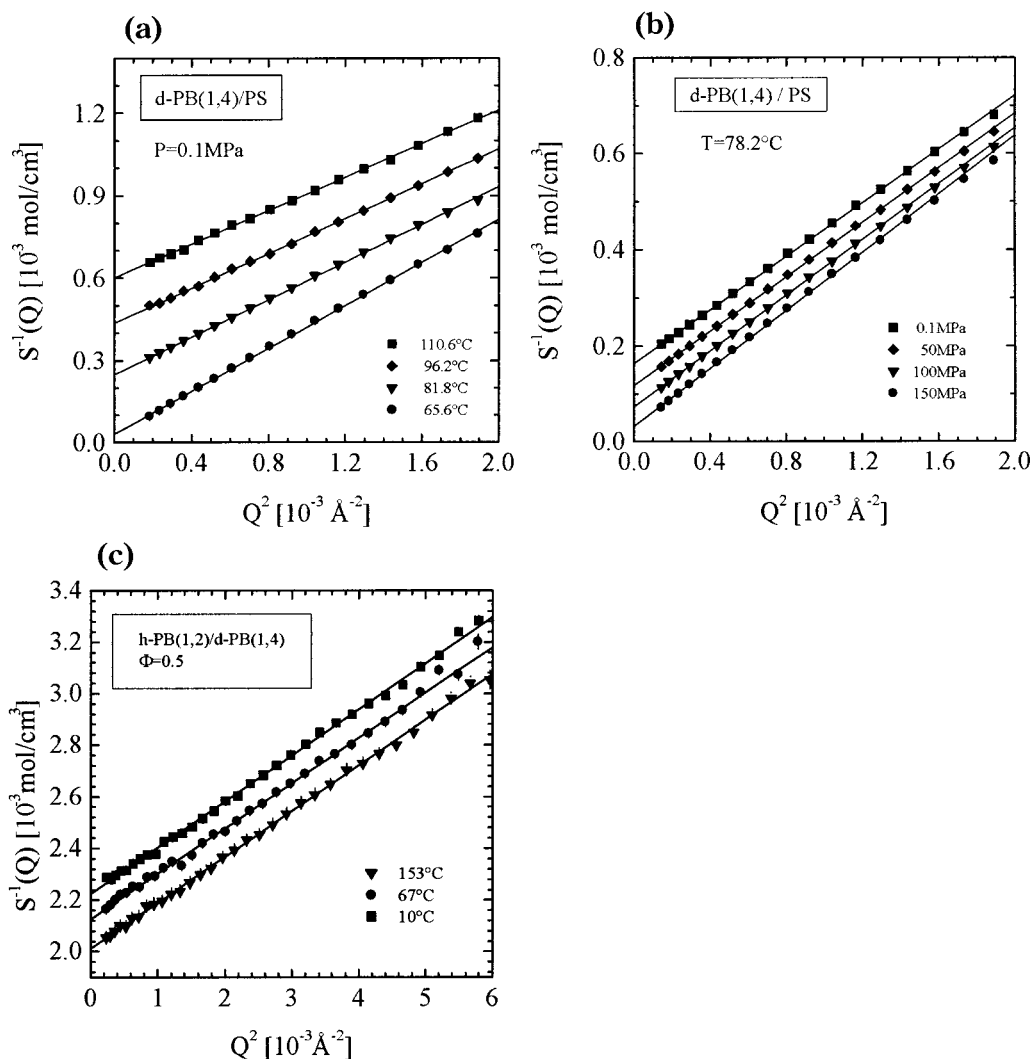 (a)
d-PB(1,4)/PS
P=0.1MPa
S⁻¹(Q) [10⁻³ mol/cm³]
1.2
0.9
0.6
0.3
0.0
110.6°C
96.2°C
81.8°C
65.6°C
0.0 0.4 0.8 1.2 1.6 2.0
Q² [10⁻³ Å⁻²]
(b)
d-PB(1,4) / PS
T=78.2°C
S⁻¹(Q) [10⁻³ mol/cm³]
0.8
0.6
0.4
0.2
0.0
0.1MPa
50MPa
100MPa
150MPa
0.0 0.4 0.8 1.2 1.6 2.0
Q² [10⁻³ Å⁻²]
(c)
h-PB(1,2)/d-PB(1,4)
Φ=0.5
S⁻¹(Q) [10⁻³mol/cm³]
3.4
3.2
3.0
2.8
2.6
2.4
2.2
2.0
153°C
67°C
10°C
0 1 2 3 4 5 6
Q² [10⁻³Å⁻²]